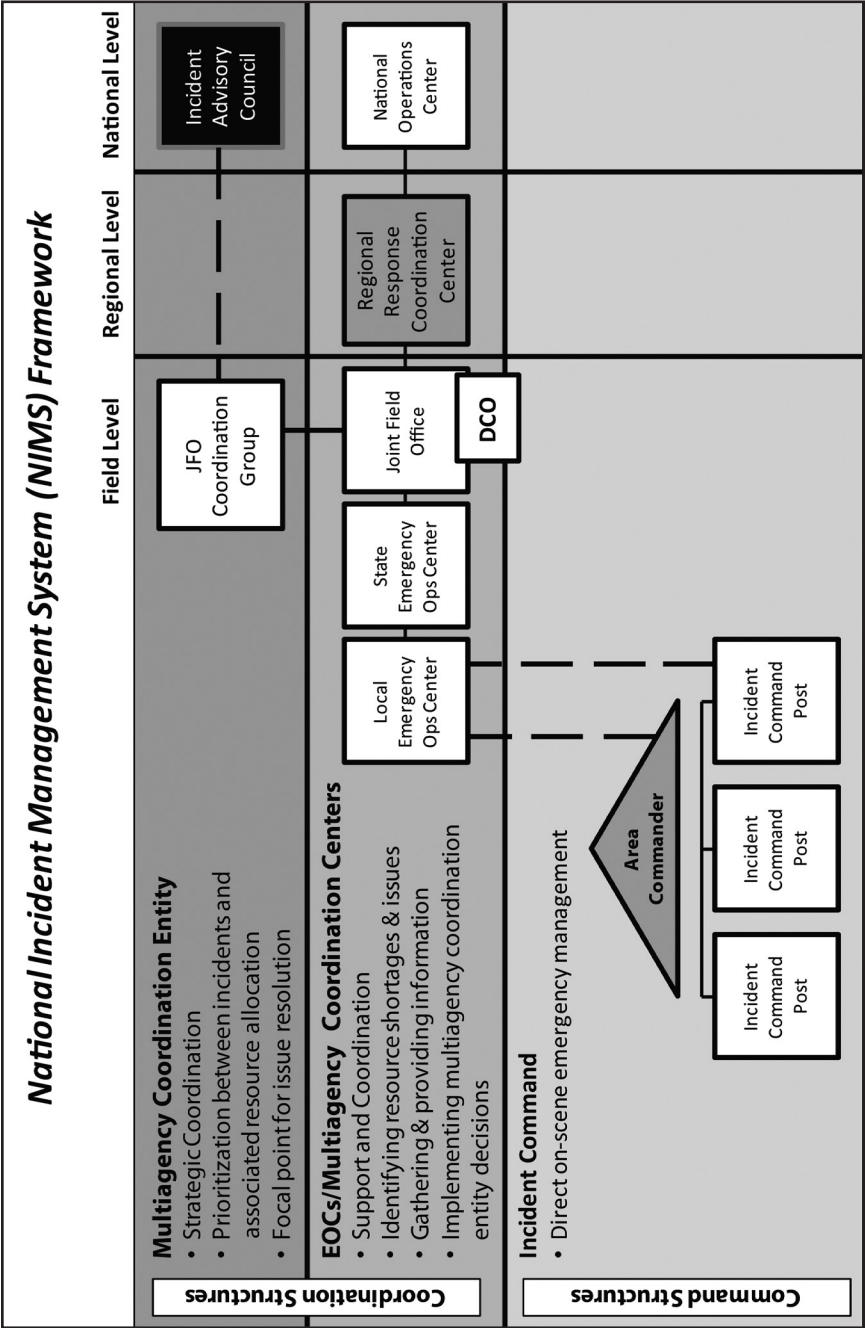 National Incident Management System (NIMS) Framework
Field Level
Regional Level
National Level
Coordination Structures
Multiagency Coordination Entity
• Strategic Coordination
• Prioritization between incidents and
associated resource allocation
• Focal point for issue resolution
JFO
Coordination
Group
Incident
Advisory
Council
EOCs/Multiagency Coordination Centers
• Support and Coordination
• Identifying resource shortages & issues
• Gathering & providing information
• Implementing multiagency coordination
entity decisions
Local
Emergency
Ops Center
State
Emergency
Ops Center
Joint Field
Office
DCO
Regional
Response
Coordination
Center
National
Operations
Center
Command Structures
Incident Command
• Direct on-scene emergency management
Area
Commander
Incident
Command
Post
Incident
Command
Post
Incident
Command
Post